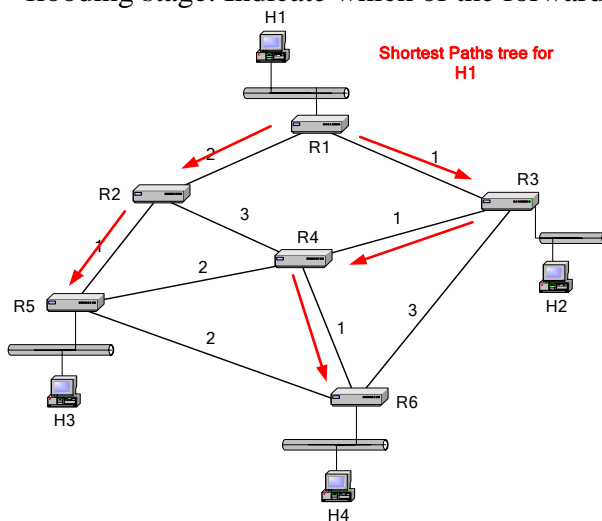 flooding stage. Indicate which of the forward
H1
Shortest Paths tree for
H1
2
R1
1
R3
R2
3
R4
1
1
2
R5
H2
2
1
3
R6
H3
H4